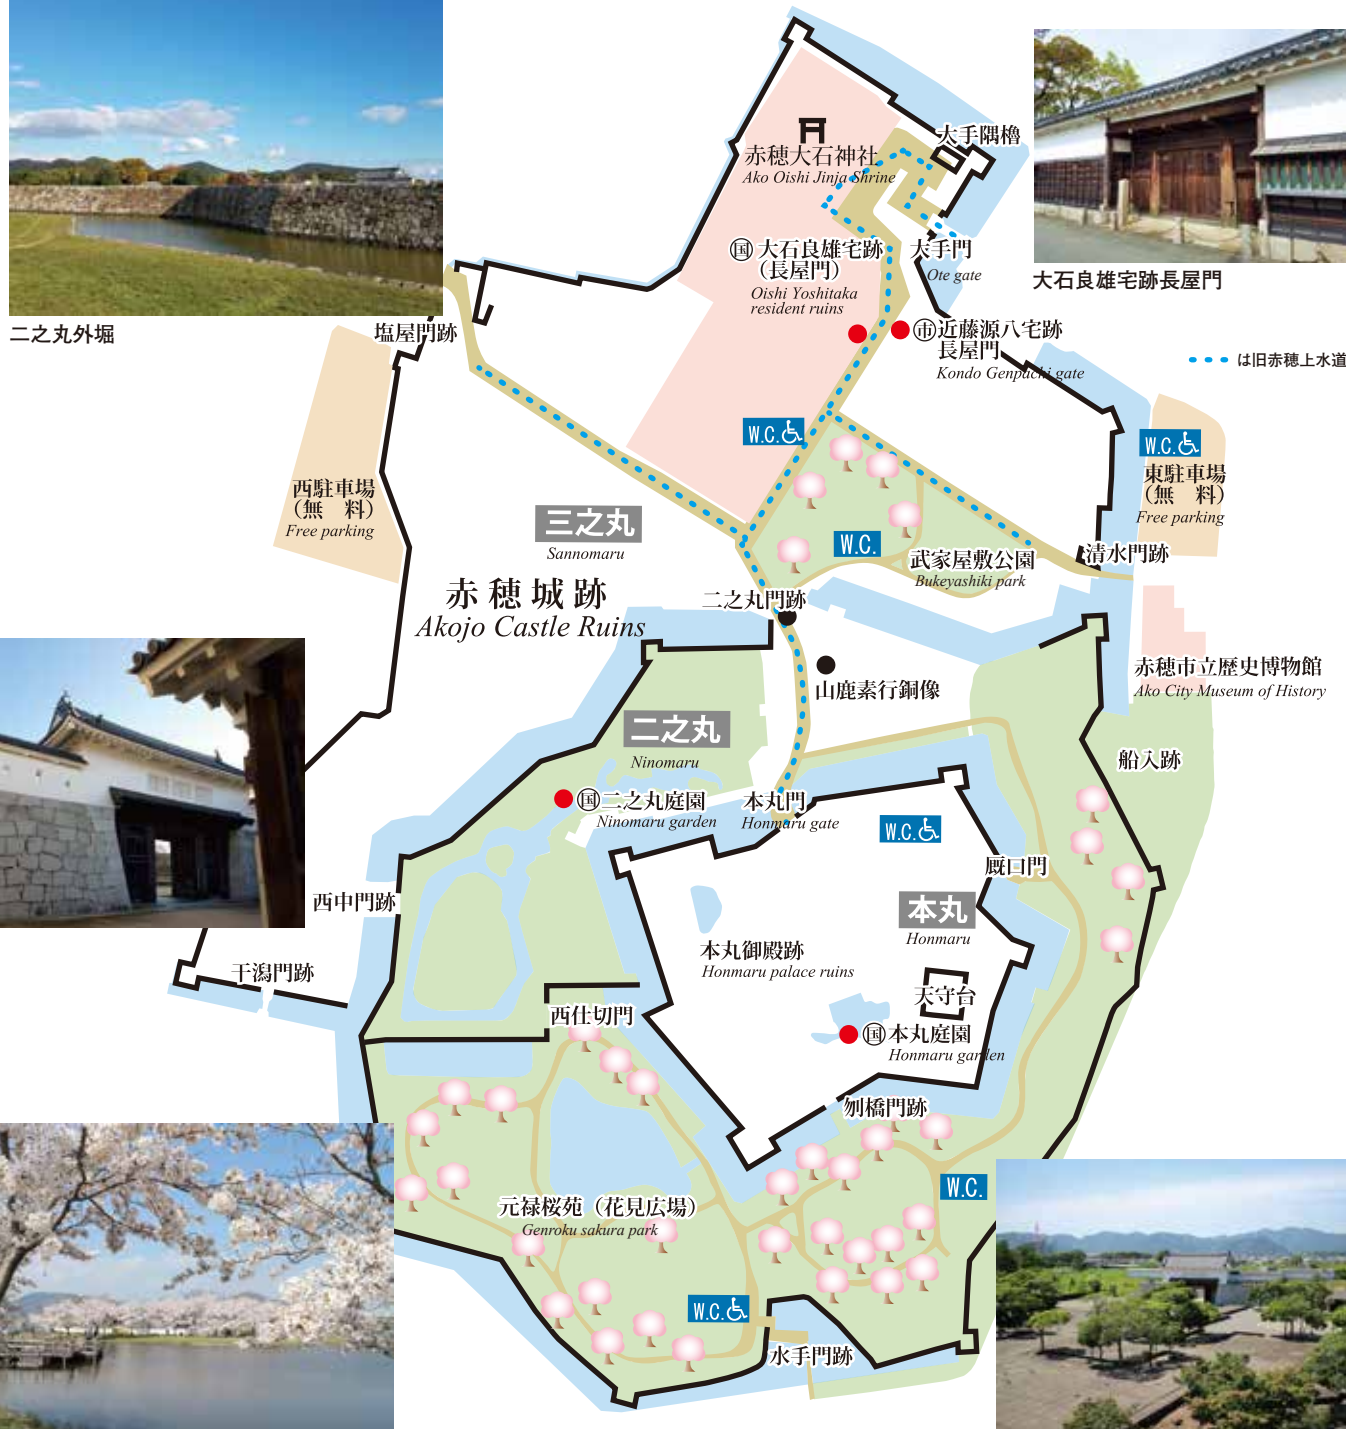 大手隅櫓
赤穂大石神社
Ako Oishi Jinja Shrine
国 大石良雄宅跡
（長屋門）
Oishi Yoshitaka
resident ruins
大手門
Ote gate
大石良雄宅跡長屋門
二之丸外堀
塩屋門跡
市 近藤源八宅跡
長屋門
Kondo Genpachi gate
は旧赤穂上水道
W.C.
W.C.
西駐車場
（無 料）
Free parking
東駐車場
（無 料）
Free parking
三之丸
Sannomaru
W.C.
武家屋敷公園
Bukeyashiki park
清水門跡
赤穂城跡
Akojo Castle Ruins
二之丸門跡
山鹿素行銅像
赤穂市立歴史博物館
Ako City Museum of History
二之丸
Ninomaru
船入跡
国 二之丸庭園
Ninomaru garden
本丸門
Honmaru gate
W.C.
厩口門
西中門跡
本丸
Honmaru
本丸御殿跡
Honmaru palace ruins
干潟門跡
天守台
西仕切門
国 本丸庭園
Honmaru garden
刎橋門跡
W.C.
元禄桜苑（花見広場）
Genroku sakura park
W.C.
水手門跡